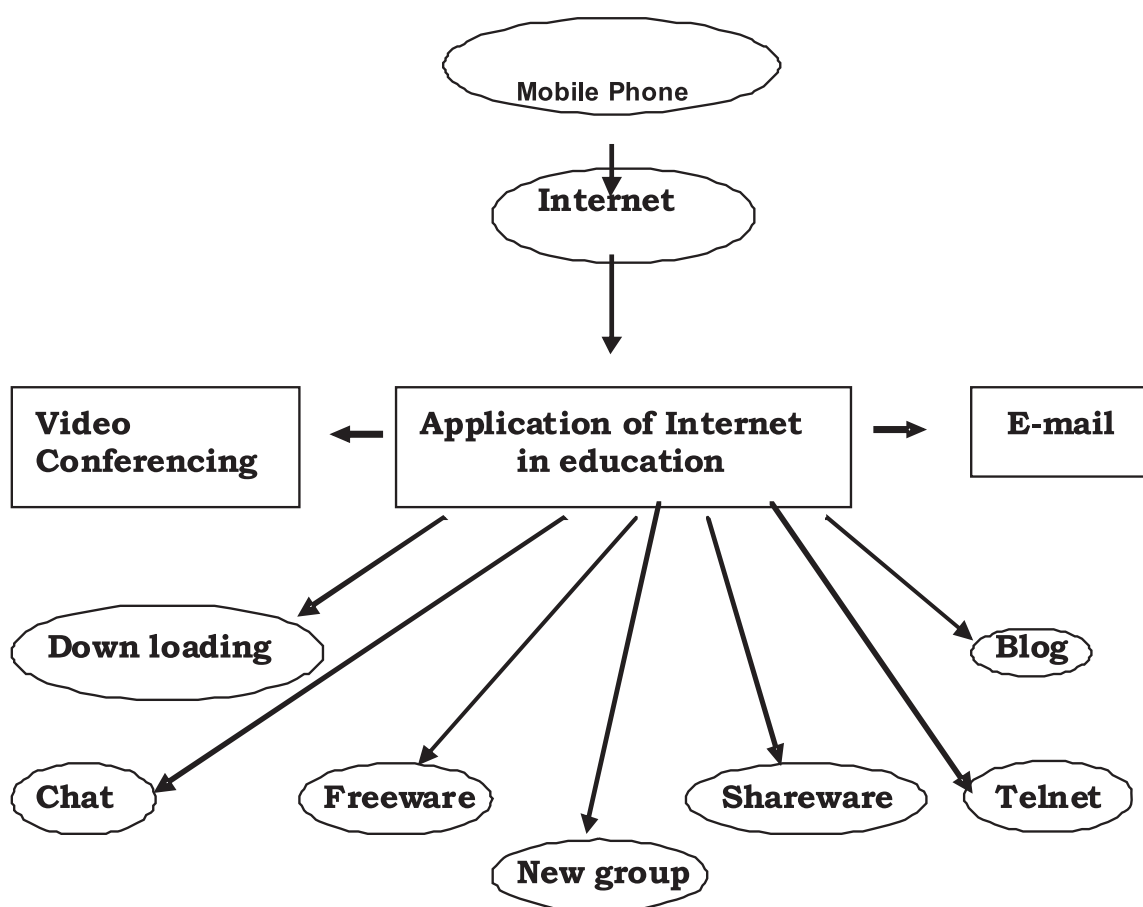 Mobile Phone
Internet
Video
Conferencing
Application of Internet
in education
E-mail
Down loading
Blog
Chat
Freeware
Shareware
Telnet
New group